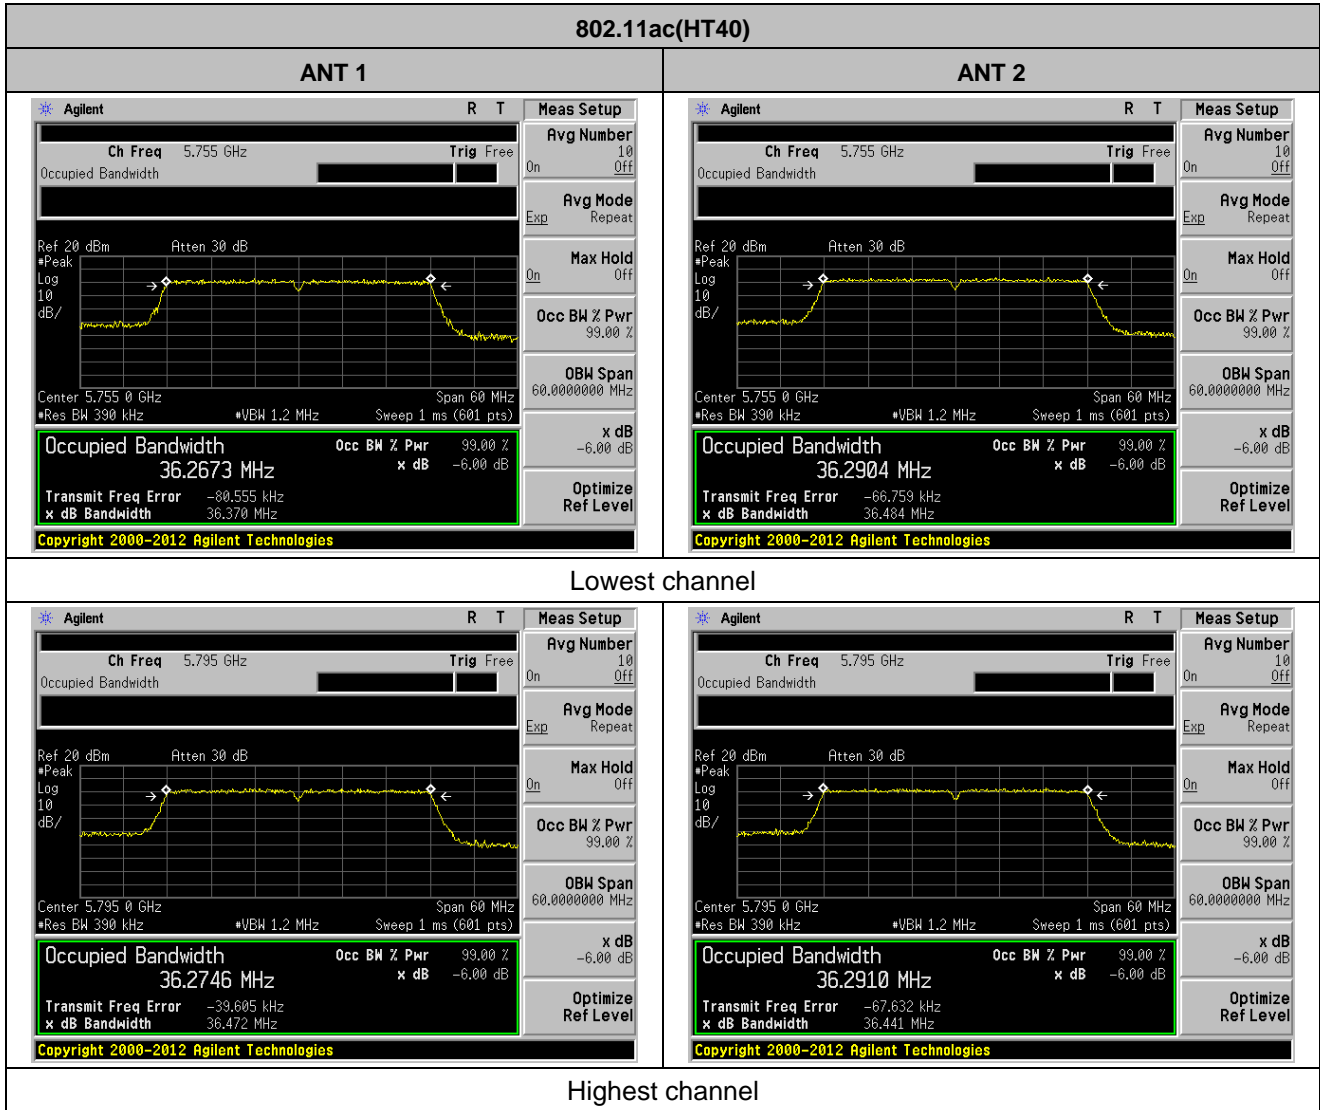 802.11ac(HT40)
ANT 1 ANT 2
Agilent R T Meas Setup
Ch Freq 5.755 GHz Trig Free
Occupied Bandwidth
Avg Number
10
On Off
Avg Mode
Exp Repeat
Max Hold
On Off
Occ BW % Pwr
99.00 %
OBW Span
60.0000000 MHz
x dB
-6.00 dB
Optimize
Ref Level
Ref 20 dBm Atten 30 dB
#Peak
Log
10
dB/
Center 5.755 0 GHz Span 60 MHz
#Res BW 390 kHz #VBW 1.2 MHz Sweep 1 ms (601 pts)
Occupied Bandwidth Occ BW % Pwr 99.00 %
36.2673 MHz x dB -6.00 dB
Transmit Freq Error -80.555 kHz
x dB Bandwidth 36.370 MHz
Copyright 2000-2012 Agilent Technologies
Agilent R T Meas Setup
Ch Freq 5.755 GHz Trig Free
Occupied Bandwidth
Avg Number
10
On Off
Avg Mode
Exp Repeat
Max Hold
On Off
Occ BW % Pwr
99.00 %
OBW Span
60.0000000 MHz
x dB
-6.00 dB
Optimize
Ref Level
Ref 20 dBm Atten 30 dB
#Peak
Log
10
dB/
Center 5.755 0 GHz Span 60 MHz
#Res BW 390 kHz #VBW 1.2 MHz Sweep 1 ms (601 pts)
Occupied Bandwidth Occ BW % Pwr 99.00 %
36.2904 MHz x dB -6.00 dB
Transmit Freq Error -66.759 kHz
x dB Bandwidth 36.484 MHz
Copyright 2000-2012 Agilent Technologies
Lowest channel
Agilent R T Meas Setup
Ch Freq 5.795 GHz Trig Free
Occupied Bandwidth
Avg Number
10
On Off
Avg Mode
Exp Repeat
Max Hold
On Off
Occ BW % Pwr
99.00 %
OBW Span
60.0000000 MHz
x dB
-6.00 dB
Optimize
Ref Level
Ref 20 dBm Atten 30 dB
#Peak
Log
10
dB/
Center 5.795 0 GHz Span 60 MHz
#Res BW 390 kHz #VBW 1.2 MHz Sweep 1 ms (601 pts)
Occupied Bandwidth Occ BW % Pwr 99.00 %
36.2746 MHz x dB -6.00 dB
Transmit Freq Error -39.605 kHz
x dB Bandwidth 36.472 MHz
Copyright 2000-2012 Agilent Technologies
Agilent R T Meas Setup
Ch Freq 5.795 GHz Trig Free
Occupied Bandwidth
Avg Number
10
On Off
Avg Mode
Exp Repeat
Max Hold
On Off
Occ BW % Pwr
99.00 %
OBW Span
60.0000000 MHz
x dB
-6.00 dB
Optimize
Ref Level
Ref 20 dBm Atten 30 dB
#Peak
Log
10
dB/
Center 5.795 0 GHz Span 60 MHz
#Res BW 390 kHz #VBW 1.2 MHz Sweep 1 ms (601 pts)
Occupied Bandwidth Occ BW % Pwr 99.00 %
36.2910 MHz x dB -6.00 dB
Transmit Freq Error -67.632 kHz
x dB Bandwidth 36.441 MHz
Copyright 2000-2012 Agilent Technologies
Highest channel